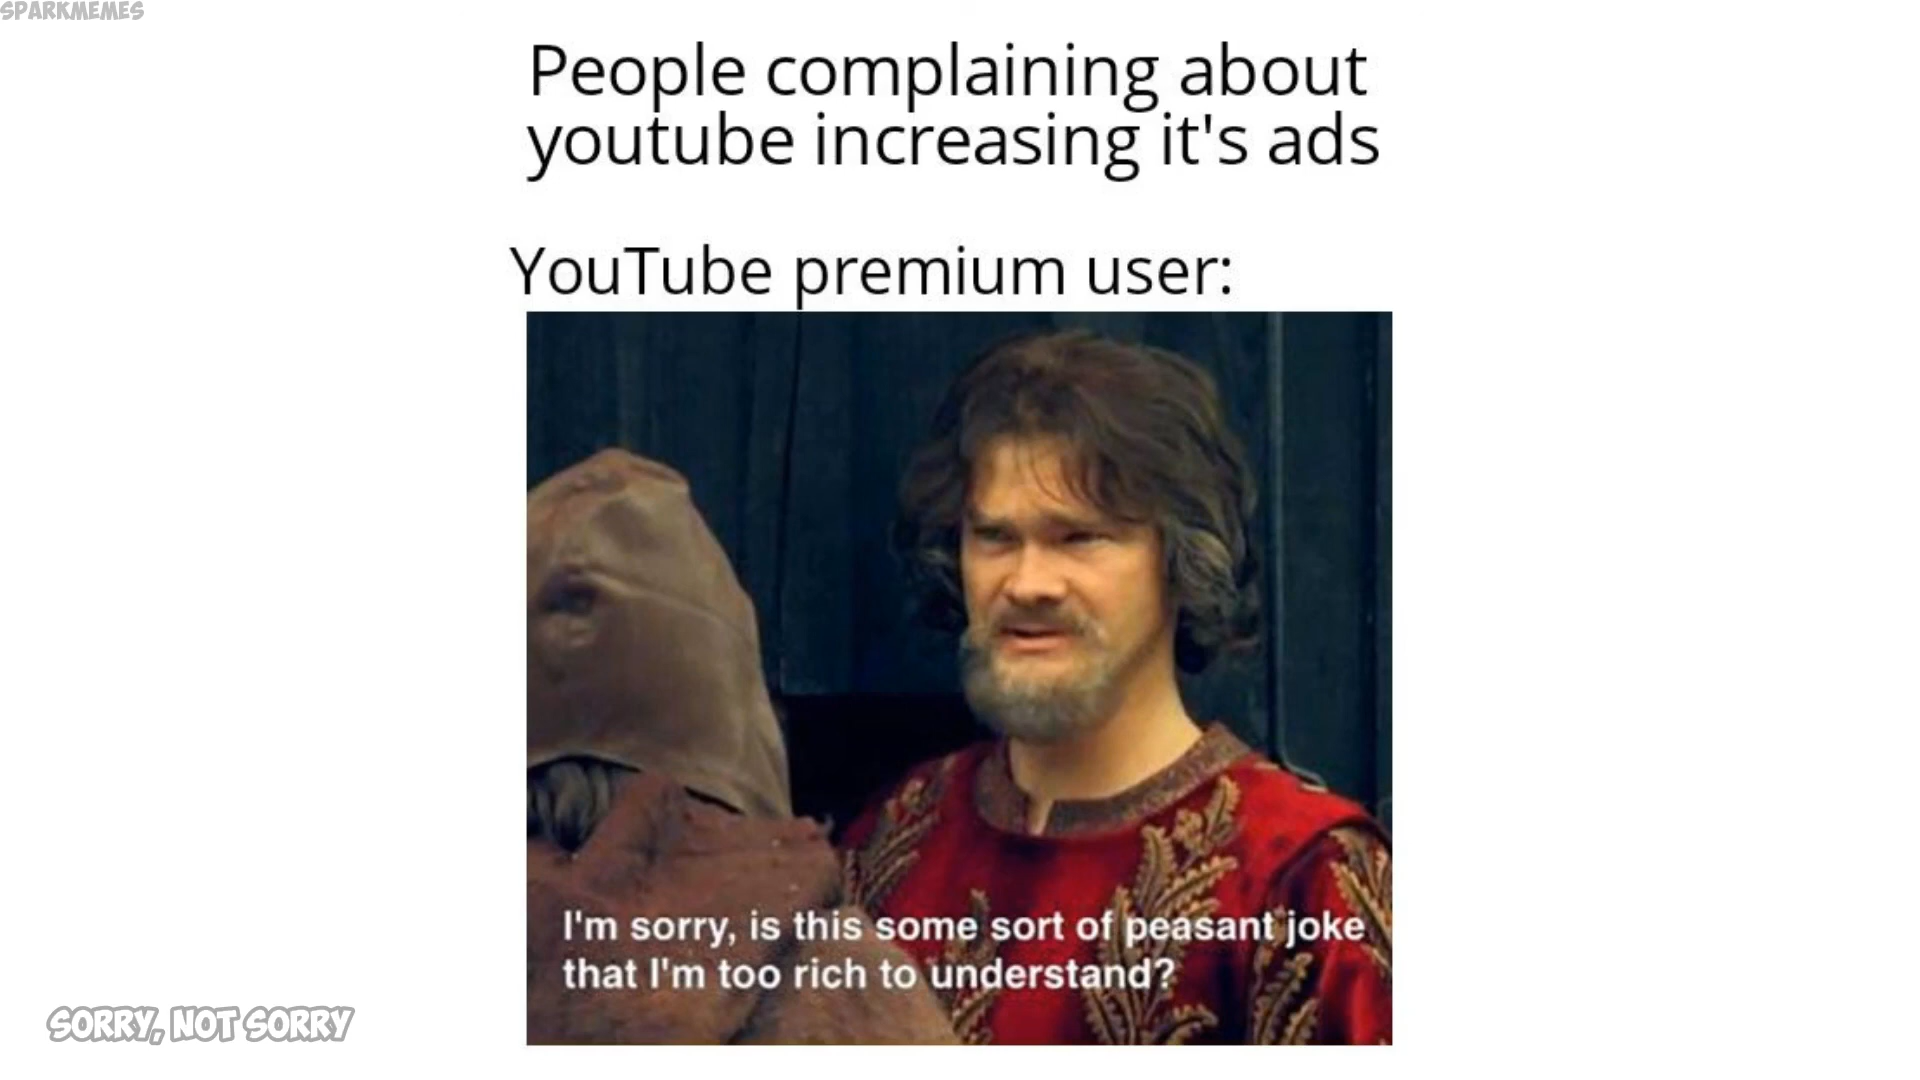 SPARKMEMES
People complaining about
youtube increasing it's ads
YouTube premium user:
I'm sorry, is this some sort of peasant joke
that I'm too rich to understand?
SORRY, NOT SORRY